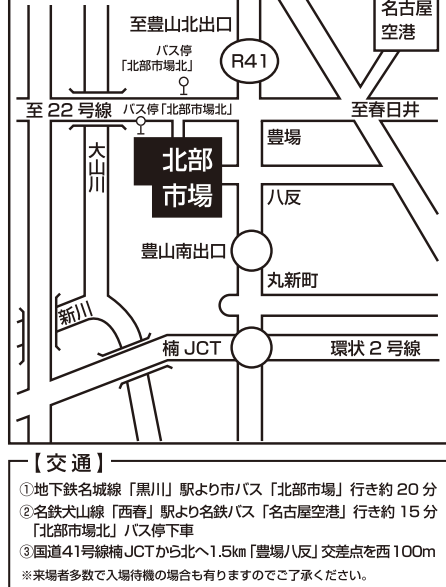 名古屋
空港
至豊山北出口
バス停
「北部市場北」
R41
至22号線
バス停「北部市場北」
至春日井
豊場
大山川
北部
市場
八反
豊山南出口
丸新町
新川
楠JCT
環状2号線
【交通】
①地下鉄名城線「黒川」駅より市バス「北部市場」行き約20分
②名鉄犬山線「西春」駅より名鉄バス「名古屋空港」行き約15分
「北部市場北」バス停下車
③国道41号線楠JCTから北へ1.5㎞「豊場八反」交差点を西100m
※来場者多数で入場待機の場合も有りますのでご了承ください。